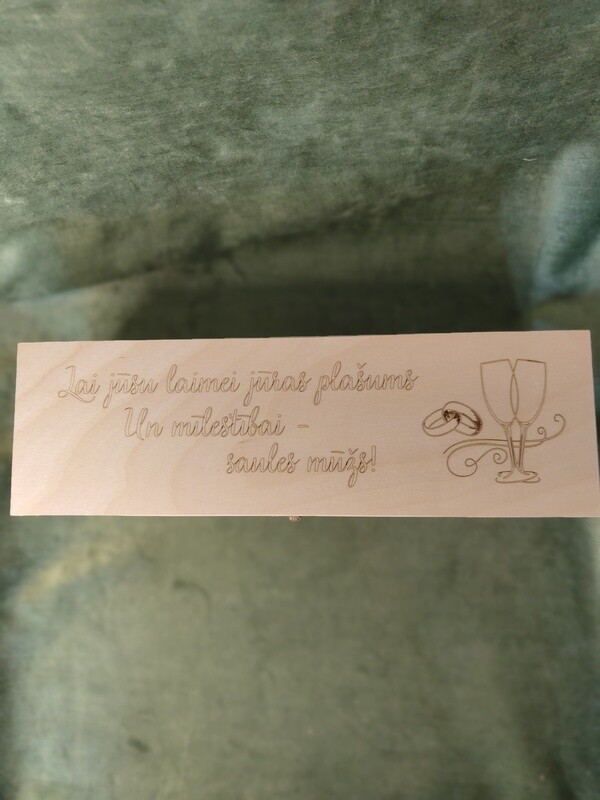 Lai jūsu laimei jūras plašums
Un mīlestībai -
saules mūžs!